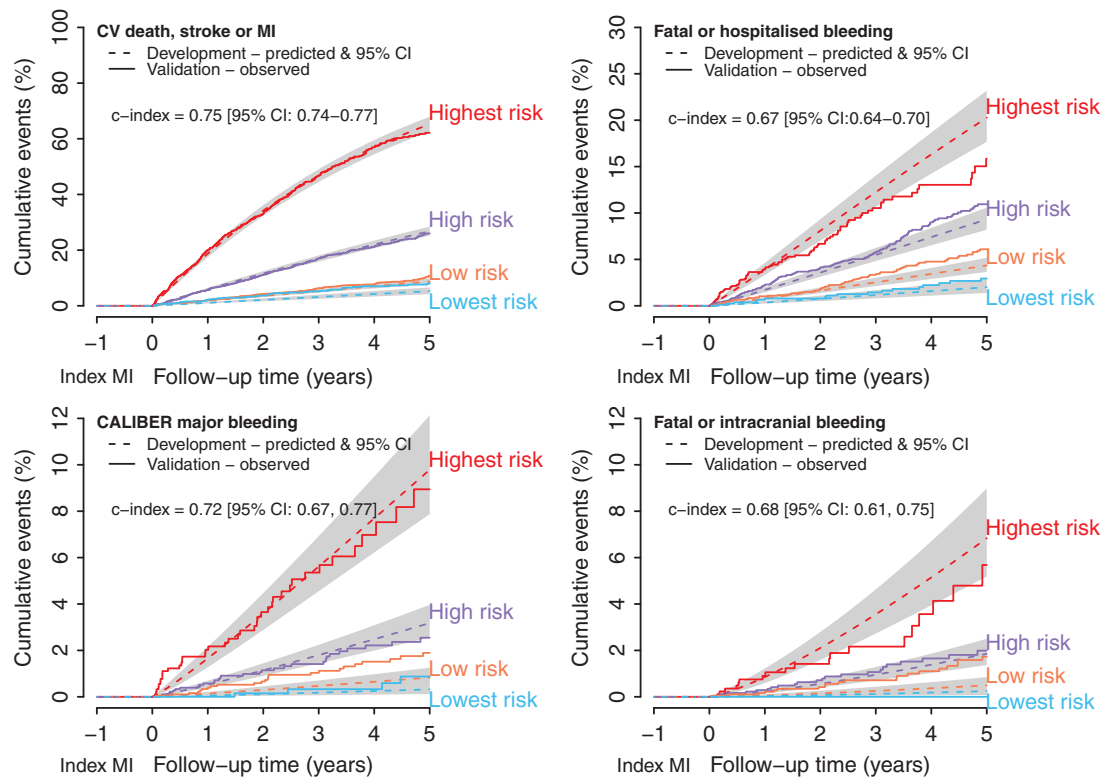 CV death, stroke or MI
Development – predicted & 95% CI
Validation – observed
c–index = 0.75 [95% CI: 0.74–0.77]
Cumulative events (%)
100
80
60
40
20
0
Highest risk
High risk
Low risk
Lowest risk
–1 0 1 2 3 4 5
Index MI Follow–up time (years)
Fatal or hospitalised bleeding
Development – predicted & 95% CI
Validation – observed
c–index = 0.67 [95% CI:0.64–0.70]
Cumulative events (%)
30
25
20
15
10
5
0
Highest risk
High risk
Low risk
Lowest risk
–1 0 1 2 3 4 5
Index MI Follow–up time (years)
CALIBER major bleeding
Development – predicted & 95% CI
Validation – observed
c–index = 0.72 [95% CI: 0.67, 0.77]
Cumulative events (%)
12
10
8
6
4
2
0
Highest risk
High risk
Low risk
Lowest risk
–1 0 1 2 3 4 5
Index MI Follow–up time (years)
Fatal or intracranial bleeding
Development – predicted & 95% CI
Validation – observed
c–index = 0.68 [95% CI: 0.61, 0.75]
Cumulative events (%)
12
10
8
6
4
2
0
Highest risk
High risk
Low risk
Lowest risk
–1 0 1 2 3 4 5
Index MI Follow–up time (years)